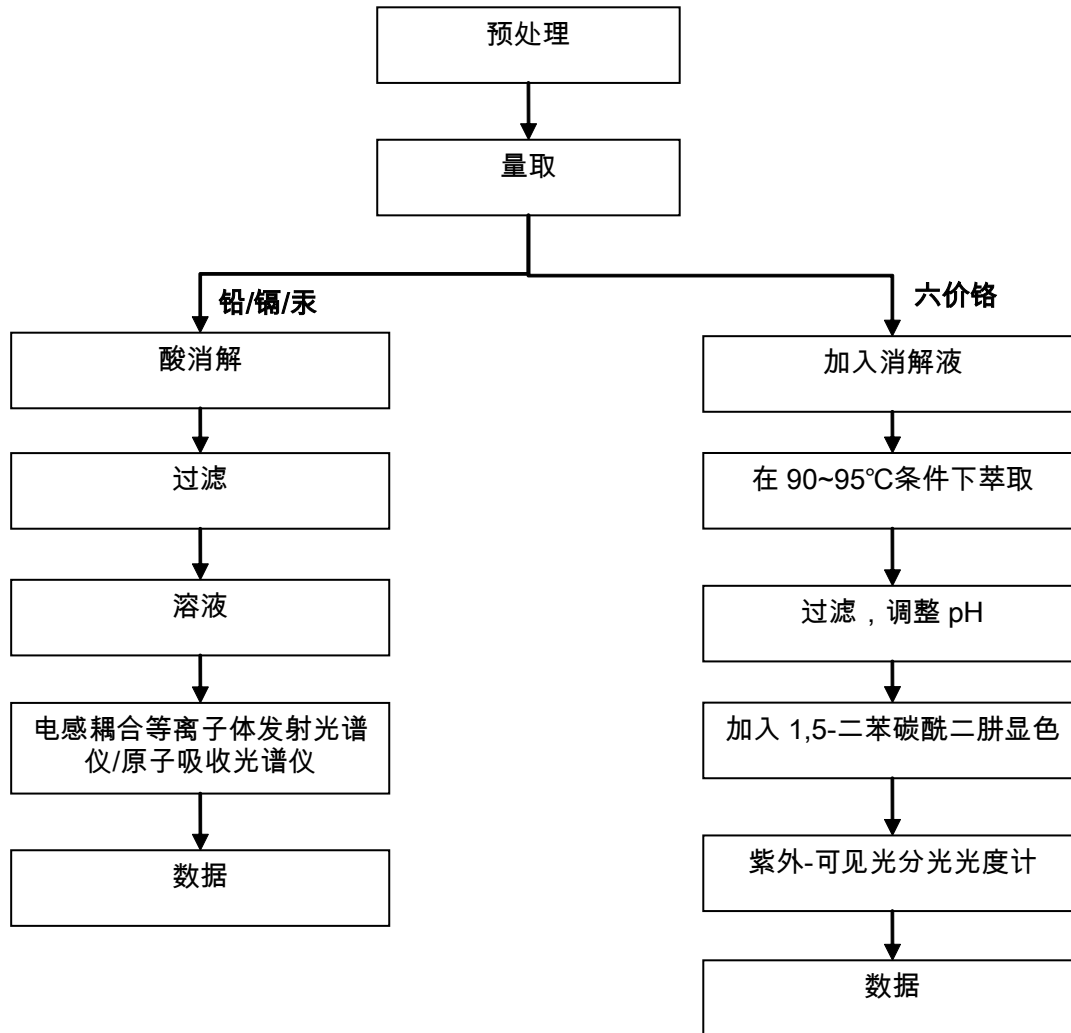 预处理
量取
铅/镉/汞
酸消解
过滤
溶液
电感耦合等离子体发射光谱
仪/原子吸收光谱仪
数据
六价铬
加入消解液
在 90~95℃条件下萃取
过滤，调整 pH
加入 1,5-二苯碳酰二肼显色
紫外-可见光分光光度计
数据